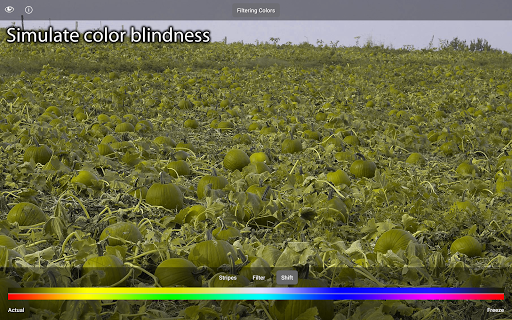 Filtering Colors
Simulate color blindness
Stripes Filter Shift
Actual Freeze